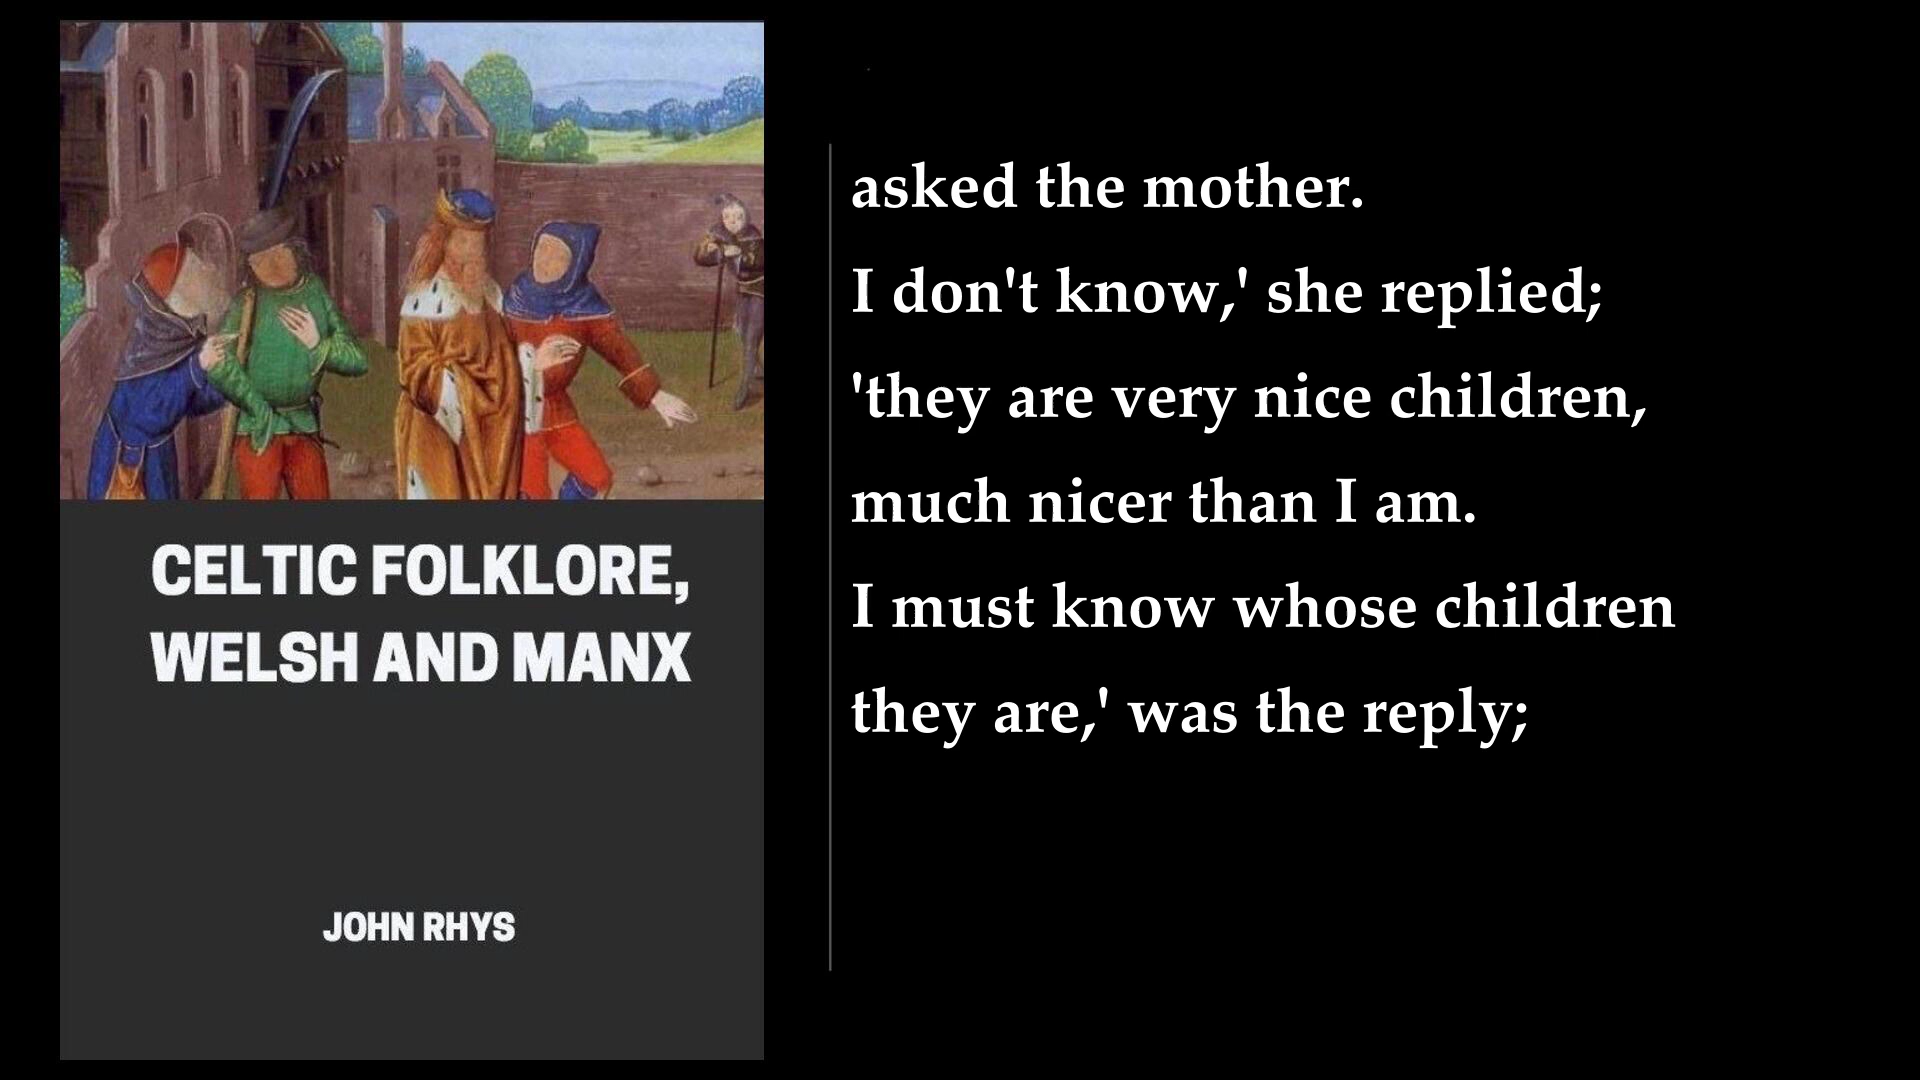 CELTIC FOLKLORE,
WELSH AND MANX
JOHN RHYS
asked the mother.
I don't know,' she replied;
'they are very nice children,
much nicer than I am.
I must know whose children
they are,' was the reply;